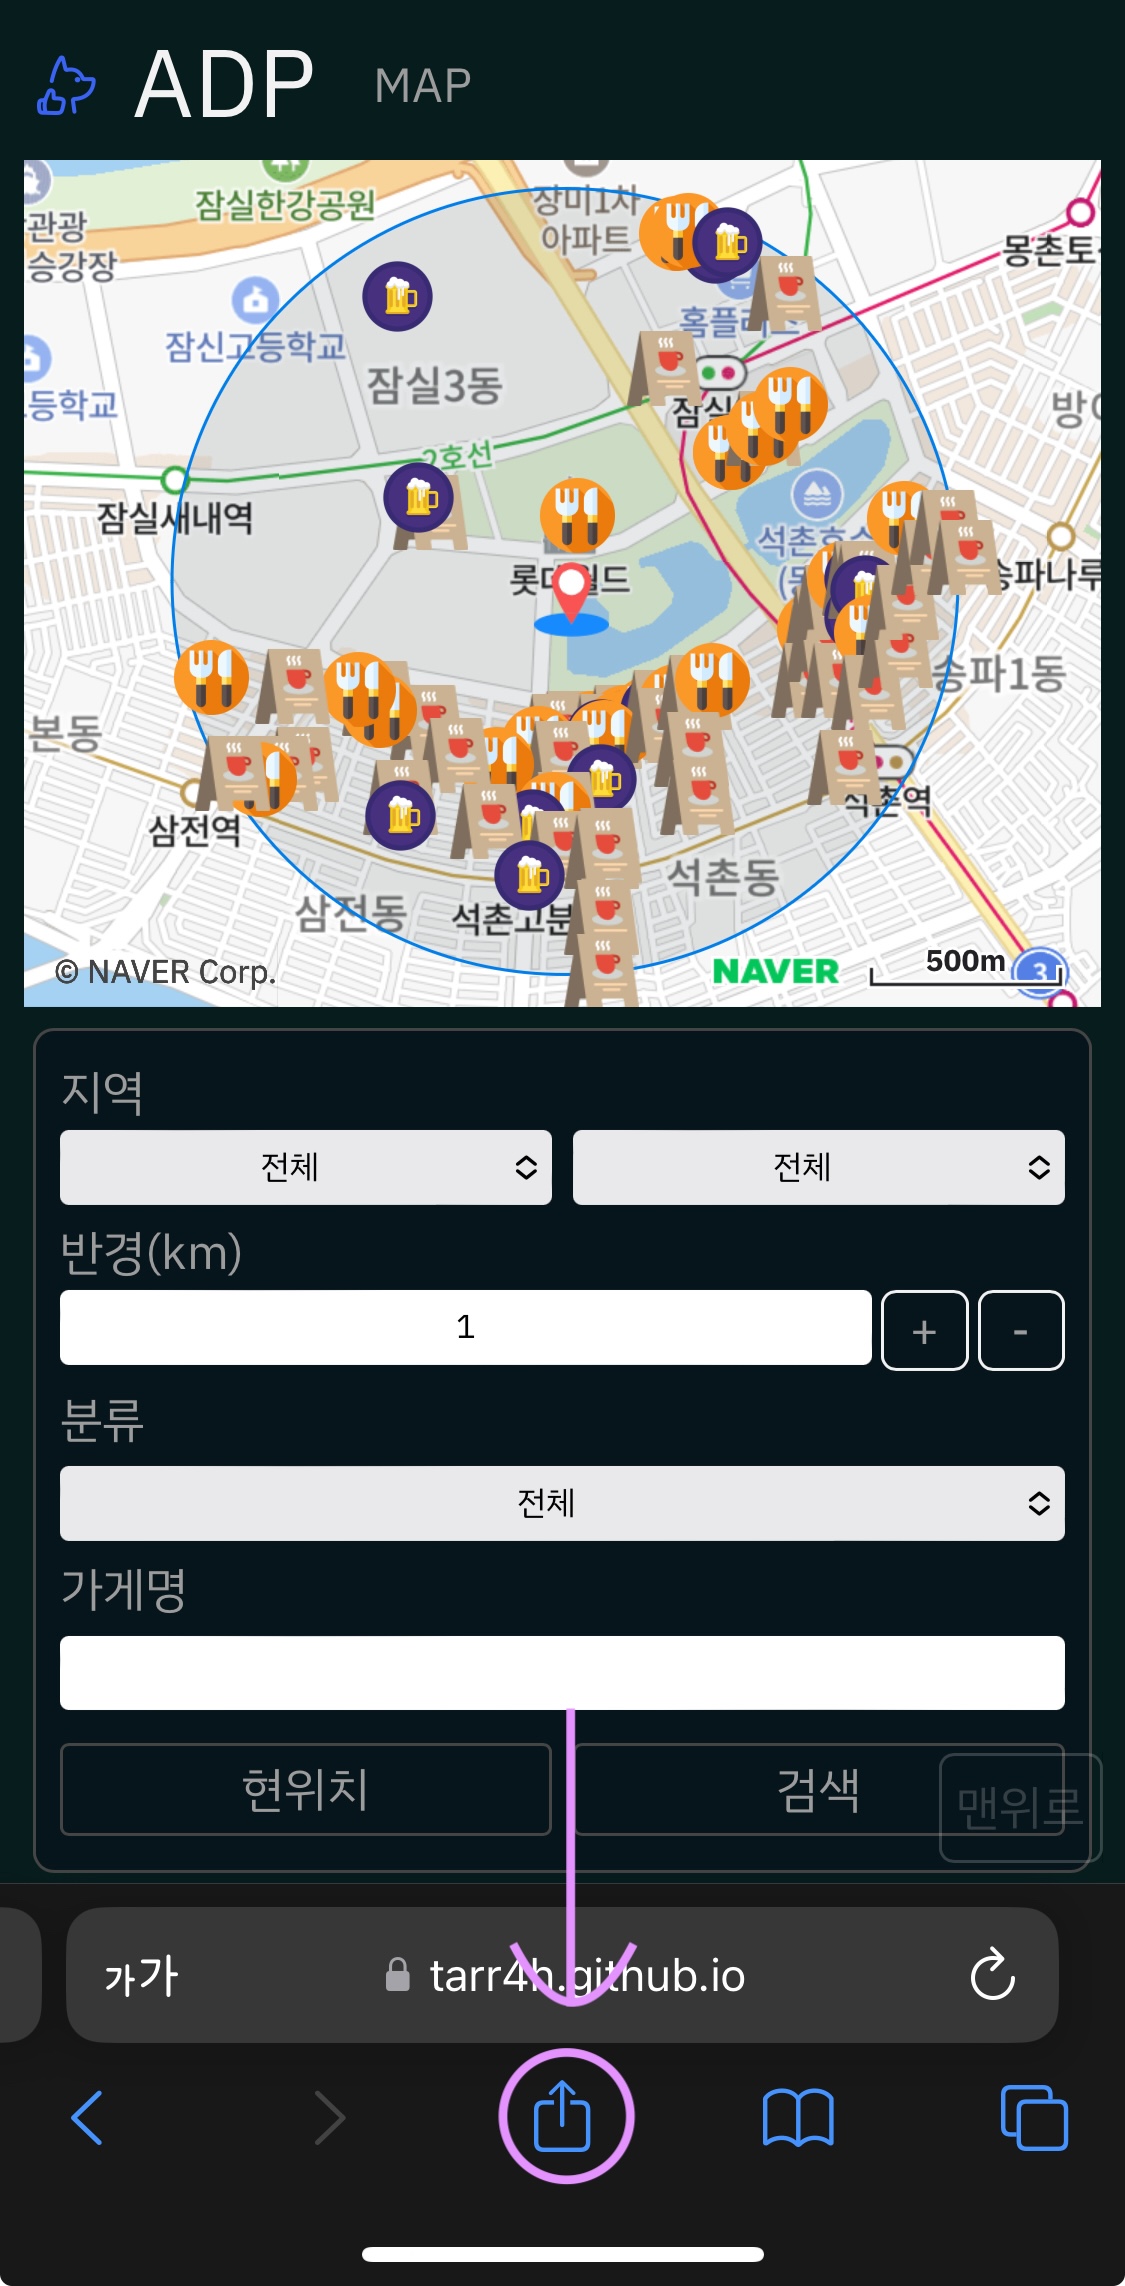 ADP MAP
잠실한강공원
장미1차
아파트
관광
승강장
몽촌토
잠신고등학교
등학교
홈플러스
잠실3동
잠실
2호선
잠실새내역
롯데월드
석촌호수
송파나루
송파1동
본동
삼전역
석촌역
석촌동
삼전동
석촌고분
© NAVER Corp.
NAVER
500m
3
지역
전체 전체
반경(km)
1 + -
분류
전체
가게명
현위치 검색 맨위로
가가 tarr4h.github.io